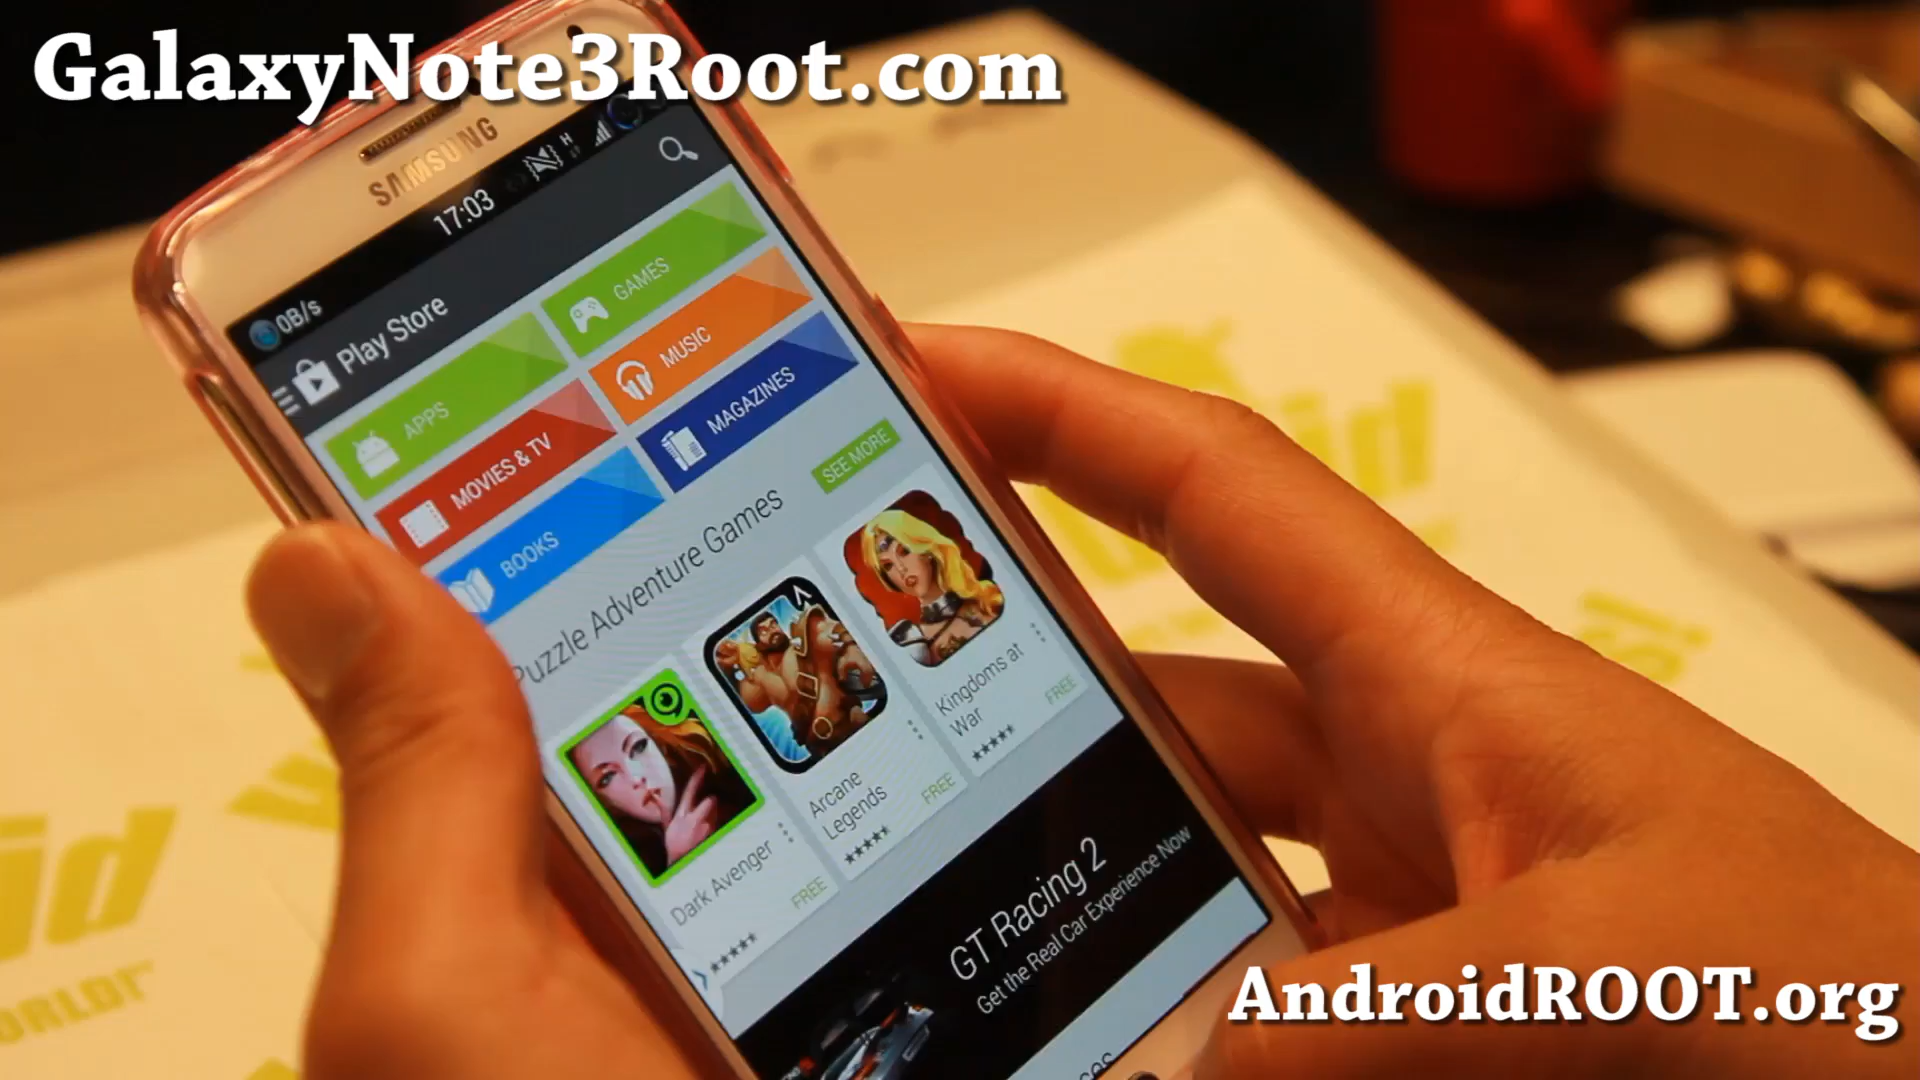 GalaxyNote3Root.com
SAMSUNG
17:03
H
0B/s
Play Store
GAMES
APPS
MUSIC
MOVIES & TV
MAGAZINES
BOOKS
SEE MORE
Puzzle Adventure Games
Kingdoms at
War
FREE
Arcane
Legends
FREE
Dark Avenger
FREE
GT Racing 2
Get the Real Car Experience Now
AndroidROOT.org